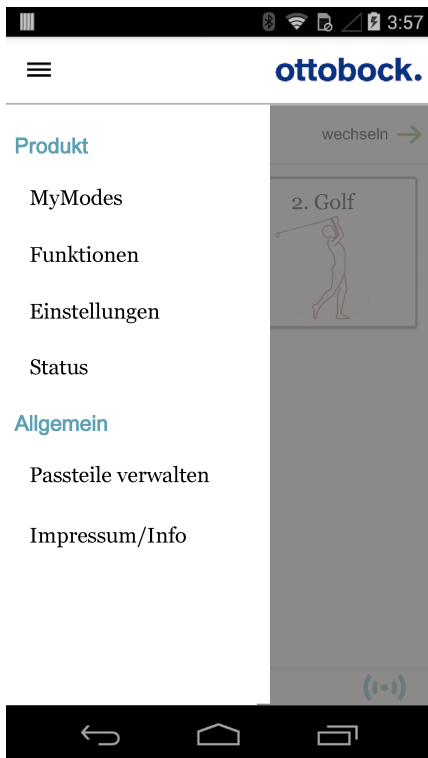 3:57
ottobock.
Produkt
wechseln
MyModes
2. Golf
Funktionen
Einstellungen
Status
Allgemein
Passteile verwalten
Impressum/Info